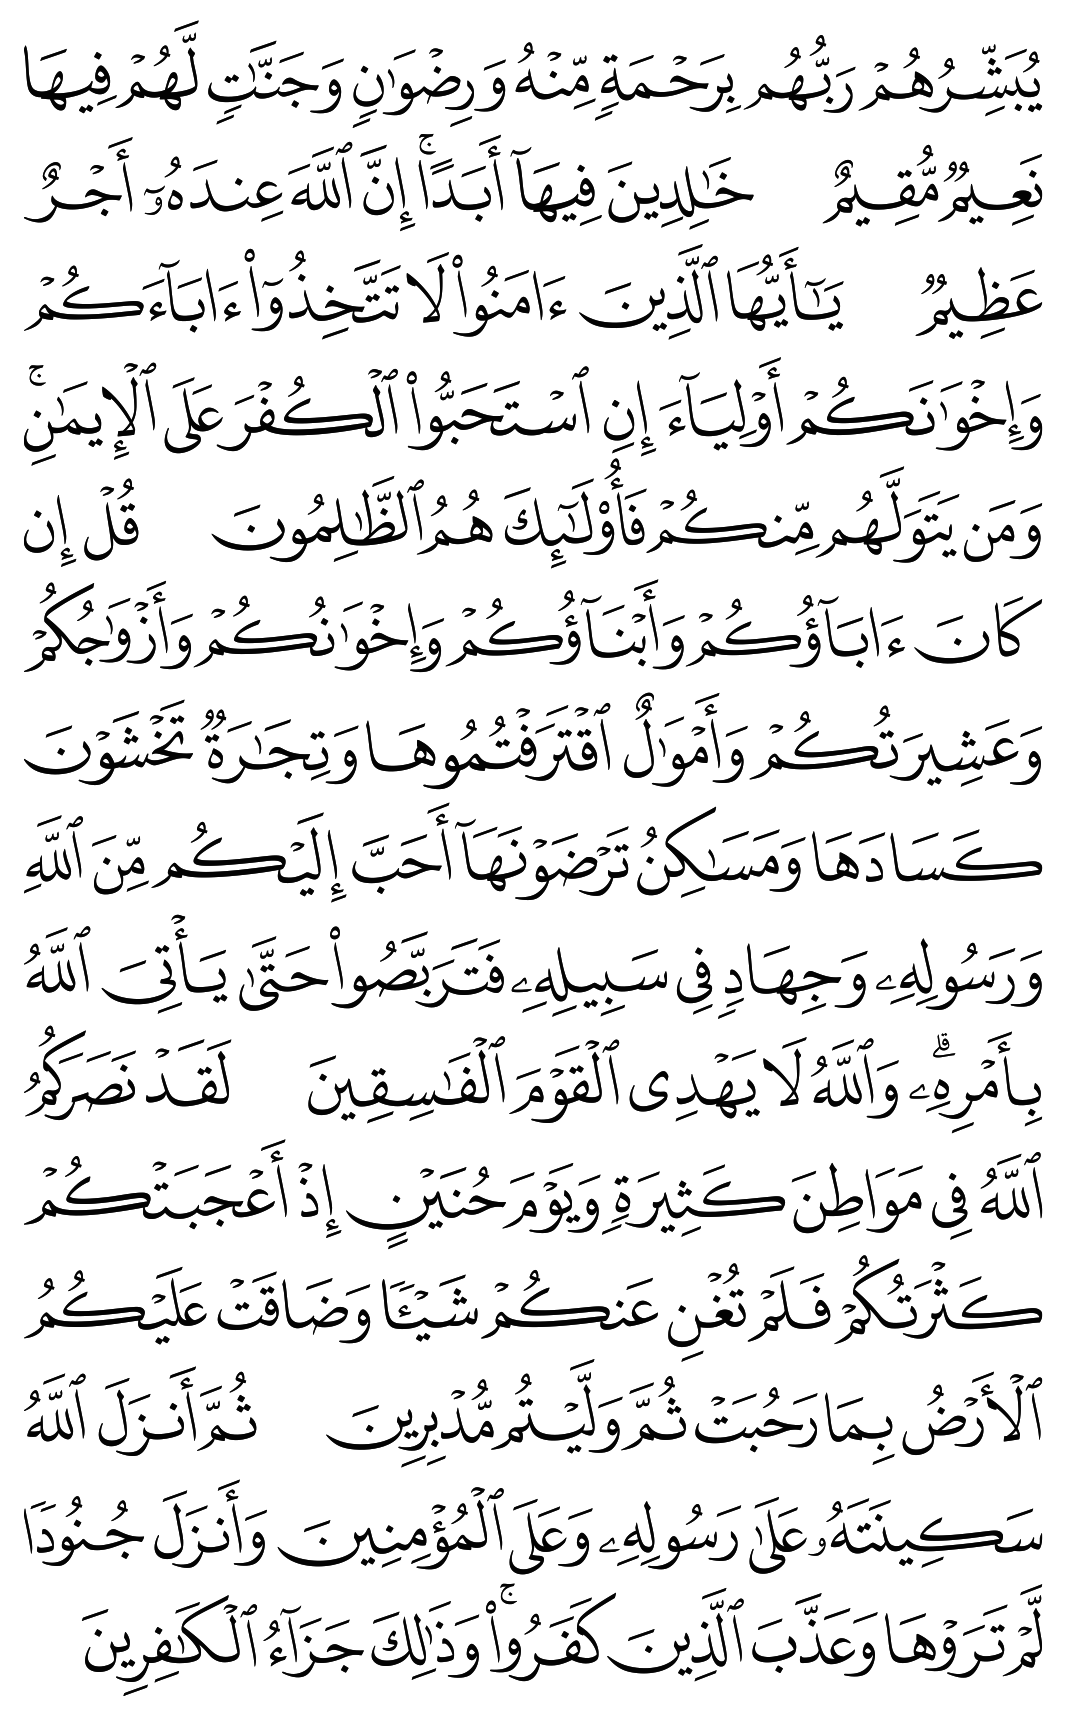 يُبَشِّرُهُمْ رَبُّهُم بِرَحْمَةٍ مِّنْهُ وَرِضْوَٰنٍ وَجَنَّٰتٍ لَّهُمْ فِيهَا
نَعِيمٌ مُّقِيمٌ خَٰلِدِينَ فِيهَآ أَبَدًا ۚ إِنَّ ٱللَّهَ عِندَهُۥٓ أَجْرٌ
عَظِيمٌ يَٰٓأَيُّهَا ٱلَّذِينَ ءَامَنُوا۟ لَا تَتَّخِذُوٓا۟ ءَابَآءَكُمْ
وَإِخْوَٰنَكُمْ أَوْلِيَآءَ إِنِ ٱسْتَحَبُّوا۟ ٱلْكُفْرَ عَلَى ٱلْإِيمَٰنِ ۚ
وَمَن يَتَوَلَّهُم مِّنكُمْ فَأُو۟لَٰٓئِكَ هُمُ ٱلظَّٰلِمُونَ قُلْ إِن
كَانَ ءَابَآؤُكُمْ وَأَبْنَآؤُكُمْ وَإِخْوَٰنُكُمْ وَأَزْوَٰجُكُمْ
وَعَشِيرَتُكُمْ وَأَمْوَٰلٌ ٱقْتَرَفْتُمُوهَا وَتِجَٰرَةٌ تَخْشَوْنَ
كَسَادَهَا وَمَسَٰكِنُ تَرْضَوْنَهَآ أَحَبَّ إِلَيْكُم مِّنَ ٱللَّهِ
وَرَسُولِهِۦ وَجِهَادٍ فِى سَبِيلِهِۦ فَتَرَبَّصُوا۟ حَتَّىٰ يَأْتِىَ ٱللَّهُ
بِأَمْرِهِۦ ۗ وَٱللَّهُ لَا يَهْدِى ٱلْقَوْمَ ٱلْفَٰسِقِينَ لَقَدْ نَصَرَكُمُ
ٱللَّهُ فِى مَوَاطِنَ كَثِيرَةٍ وَيَوْمَ حُنَيْنٍ إِذْ أَعْجَبَتْكُمْ
كَثْرَتُكُمْ فَلَمْ تُغْنِ عَنكُمْ شَيْـًٔا وَضَاقَتْ عَلَيْكُمُ
ٱلْأَرْضُ بِمَا رَحُبَتْ ثُمَّ وَلَّيْتُم مُّدْبِرِينَ ثُمَّ أَنزَلَ ٱللَّهُ
سَكِينَتَهُۥ عَلَىٰ رَسُولِهِۦ وَعَلَى ٱلْمُؤْمِنِينَ وَأَنزَلَ جُنُودًا
لَّمْ تَرَوْهَا وَعَذَّبَ ٱلَّذِينَ كَفَرُوا۟ ۚ وَذَٰلِكَ جَزَآءُ ٱلْكَٰفِرِينَ